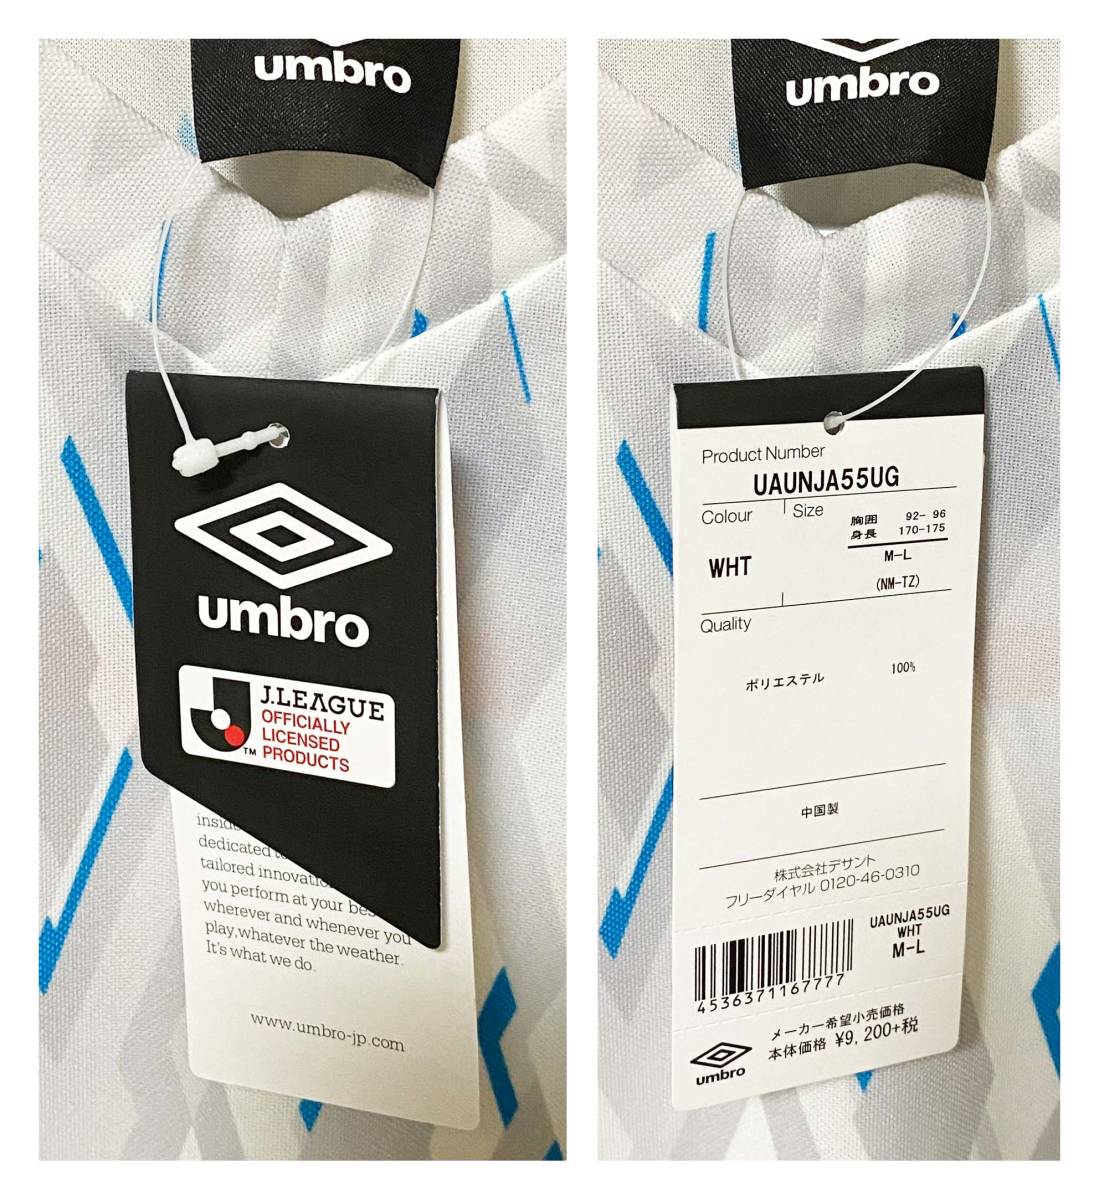 umbro
umbro
J.LEAGUE
OFFICIALLY
LICENSED
PRODUCTS
TM
dedicated
tailored
you perform at your
wherever and whenever you
play,whatever the weather.
It's what we do.
www.umbro-jp.com
umbro
Product Number
UAUNJA55UG
Colour Size
胸囲 92- 96
身長 170-175
WHT M-L
(NM-TZ)
Quality
ポリエステル 100%
中国製
株式会社デサント
フリーダイヤル 0120-46-0310
UAUNJA55UG
WHT
M-L
4536371167777
メーカー希望小売価格
本体価格 ¥9,200+税
umbro